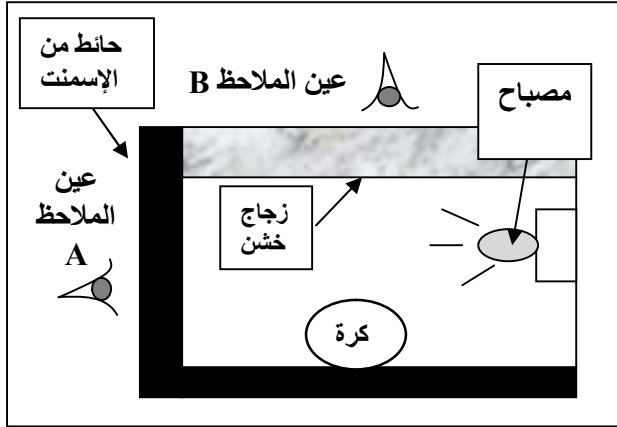 حائط من
الإسمنت
عين الملاحظ B
مصباح
عين
الملاحظ
A
زجاج
خشن
كرة